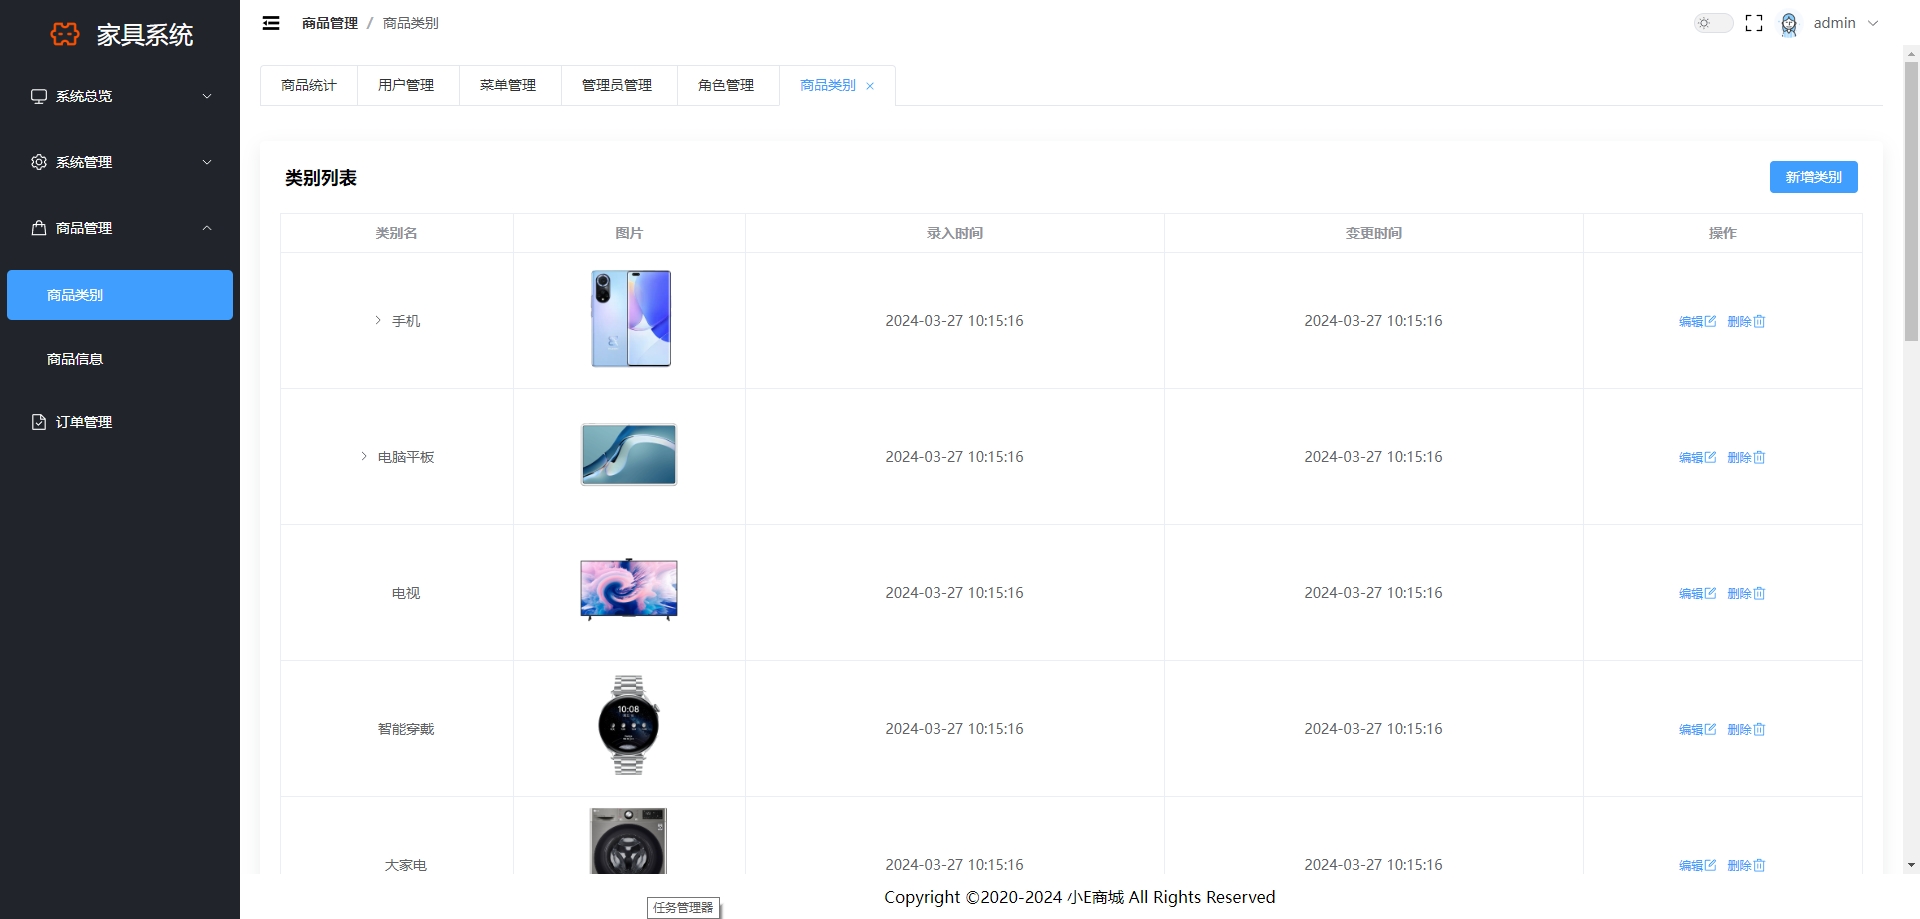 家具系统
系统总览
系统管理
商品管理
商品类别
商品信息
订单管理
商品管理 / 商品类别
admin
商品统计
用户管理
菜单管理
管理员管理
角色管理
商品类别
类别列表
新增类别
类别名 图片 录入时间 变更时间 操作
手机 2024-03-27 10:15:16 2024-03-27 10:15:16 编辑 删除
电脑平板 2024-03-27 10:15:16 2024-03-27 10:15:16 编辑 删除
电视 2024-03-27 10:15:16 2024-03-27 10:15:16 编辑 删除
10:08
智能穿戴 2024-03-27 10:15:16 2024-03-27 10:15:16 编辑 删除
大家电 2024-03-27 10:15:16 2024-03-27 10:15:16 编辑 删除
Copyright ©2020-2024 小E商城 All Rights Reserved
任务管理器